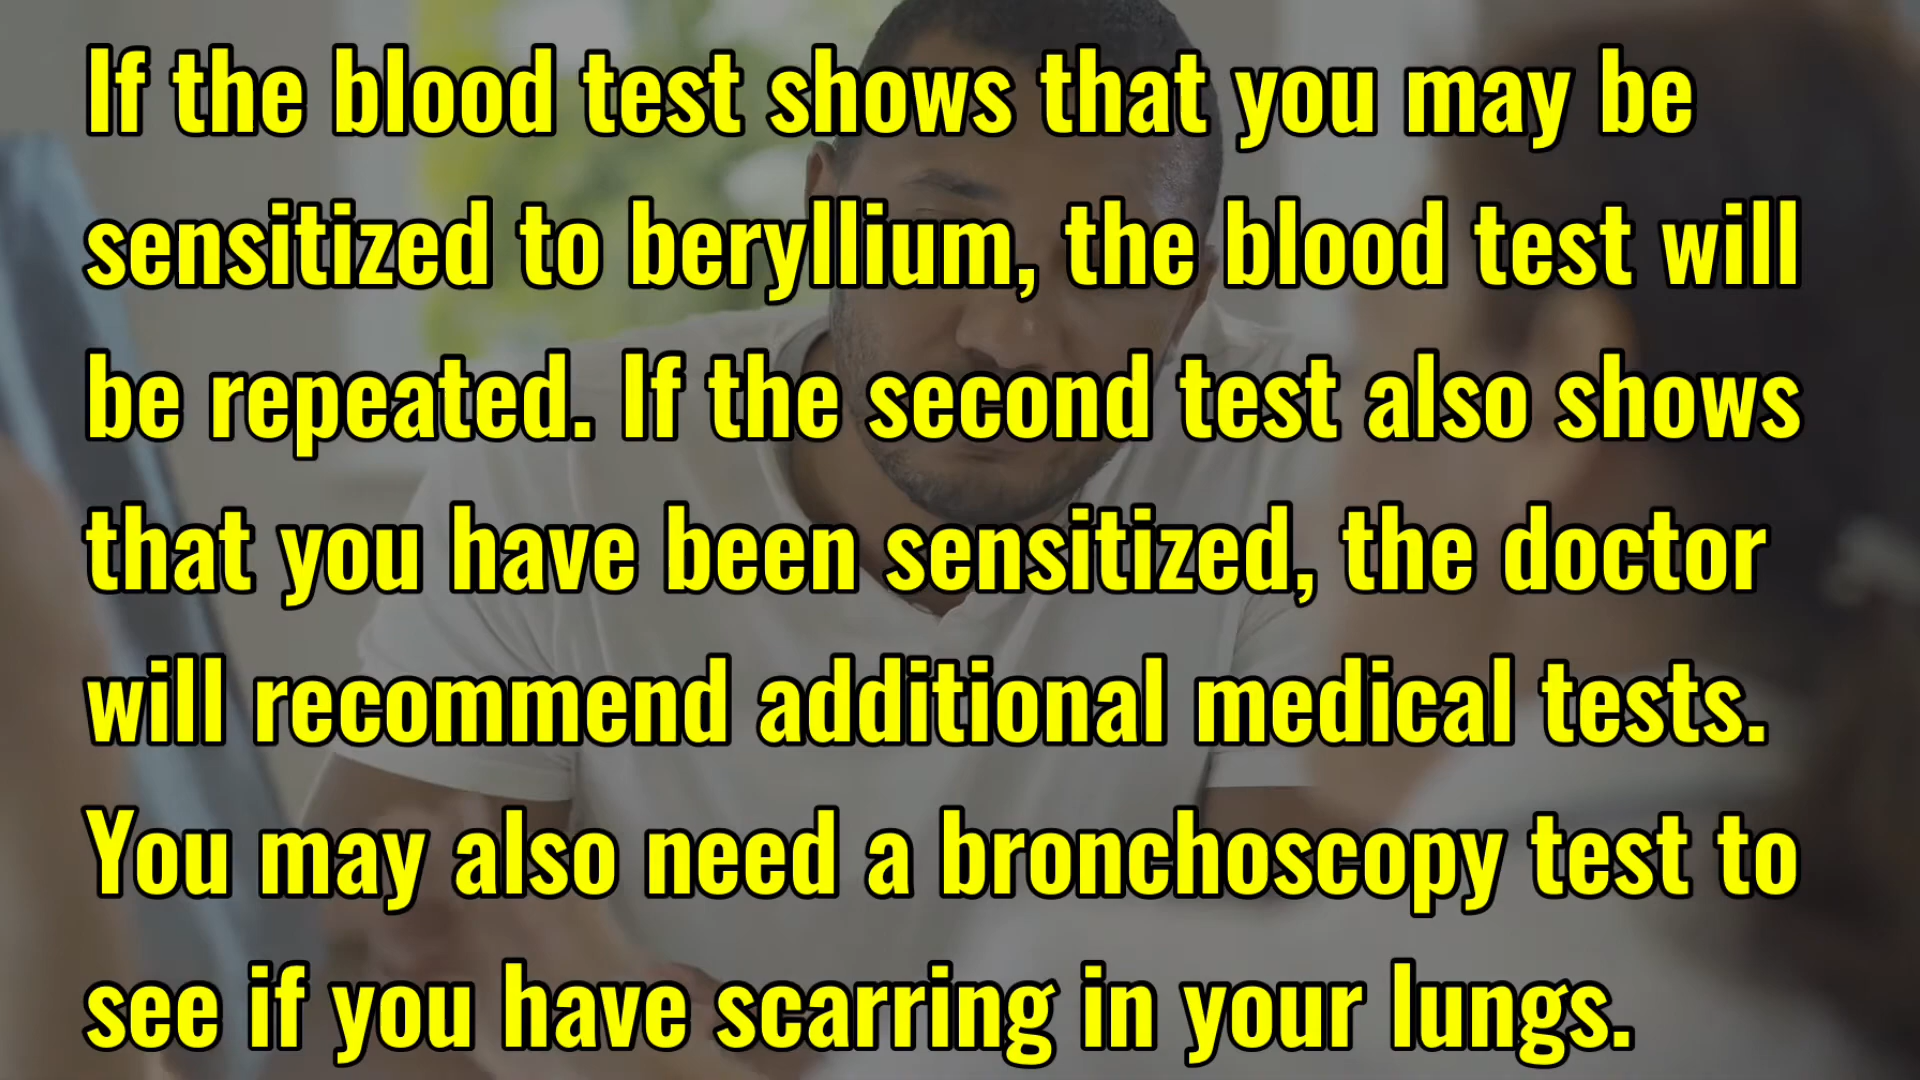 If the blood test shows that you may be
sensitized to beryllium, the blood test will
be repeated. If the second test also shows
that you have been sensitized, the doctor
will recommend additional medical tests.
You may also need a bronchoscopy test to
see if you have scarring in your lungs.